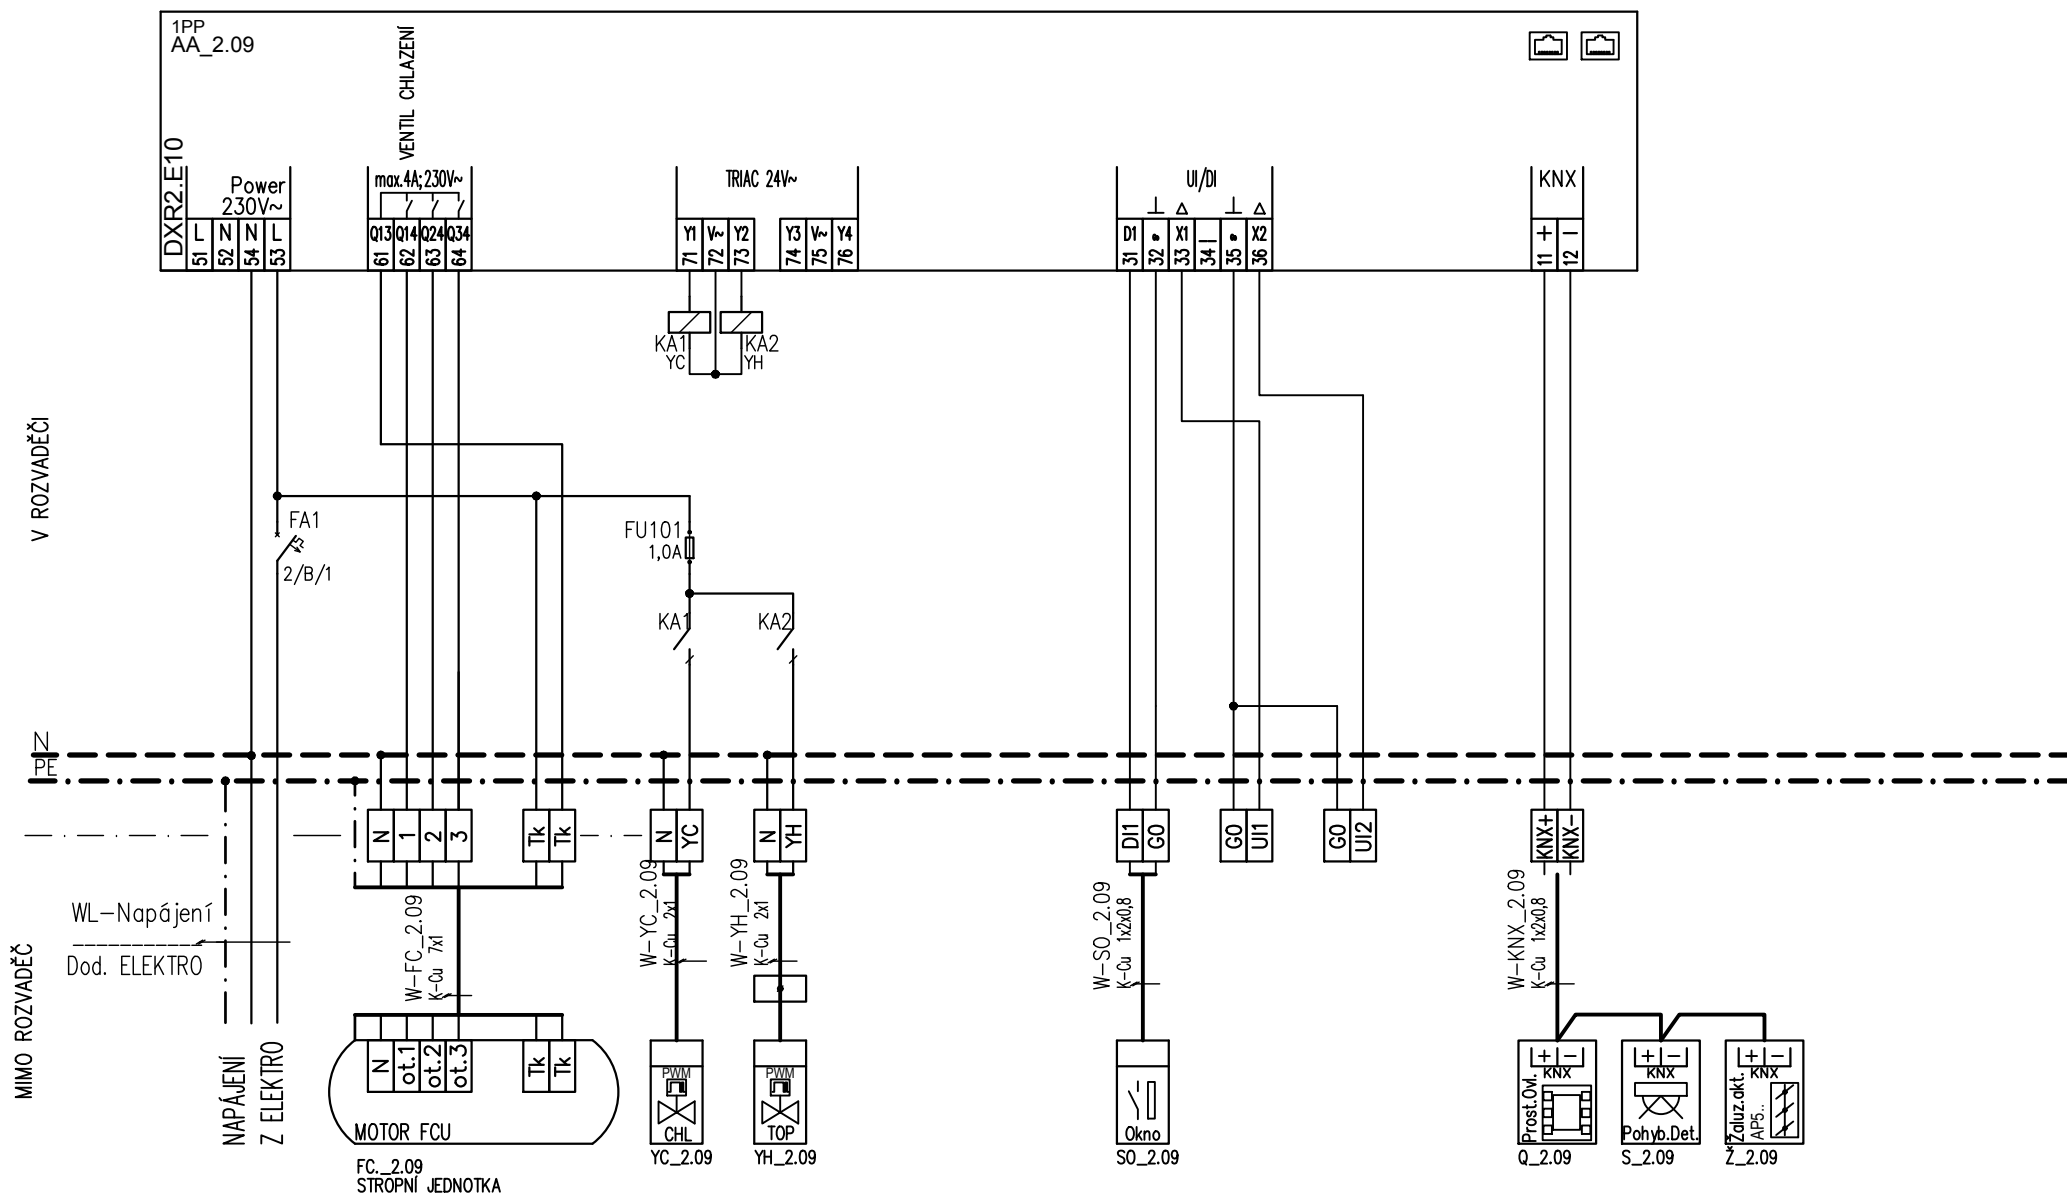 1PP
AA_2.09
DXR2.E10
Power
230V~
L N N L
51 52 54 53
VENTIL CHLAZENÍ
max.4A;230V~
Q13 Q14 Q24 Q34
61 62 63 64
TRIAC 24V~
Y1 V~ Y2
71 72 73
Y3 V~ Y4
74 75 76
UI/DI
D1 X1 X2
31 32 33 34 35 36
KNX
+ −
11 12
KA1
YC
KA2
YH
V ROZVADĚČI
FA1
2/B/1
FU101
1,0A
KA1
KA2
N
PE
N 1 2 3
Tk Tk
N YC
N YH
DI1 GO
GO UI1
GO UI2
KNX+ KNX-
MIMO ROZVADĚČ
WL-Napájení
Dod. ELEKTRO
NAPÁJENÍ
Z ELEKTRO
W-FC_2.09
K-Cu 7x1
W-YC_2.09
K-Cu 2x1
W-YH_2.09
K-Cu 2x1
W-SO_2.09
K-Cu 1x2x0,8
W-KNX_2.09
K-Cu 1x2x0,8
N ot.1 ot.2 ot.3
Tk Tk
MOTOR FCU
FC._2.09
STROPNÍ JEDNOTKA
PWM
CHL
YC_2.09
PWM
TOP
YH_2.09
Okno
SO_2.09
+ −
KNX
Prost.Ovl.
Q_2.09
+ −
KNX
Pohyb.Det.
S_2.09
+ −
KNX
Žaluz.akt.
AP5..
Ž_2.09